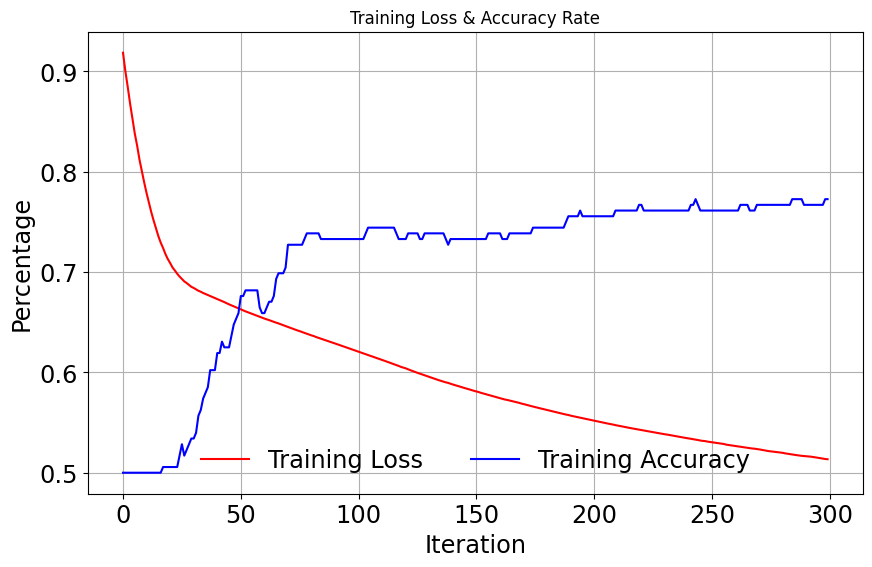 Training Loss & Accuracy Rate
0.9
0.8
0.7
0.6
0.5
Percentage
Training Loss Training Accuracy
0 50 100 150 200 250 300
Iteration